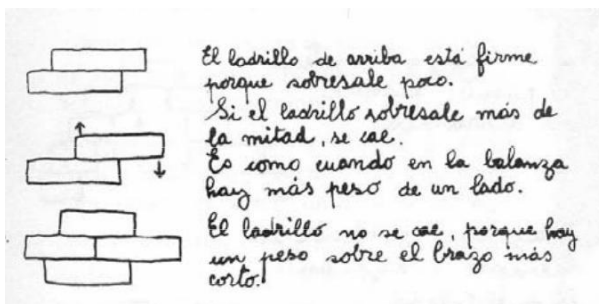 El ladrillo de arriba está firme
porque sobresale poco.
Si el ladrillo sobresale más de
la mitad, se cae.
Es como cuando en la balanza
hay más peso de un lado.
El ladrillo no se cae, porque hay
un peso sobre el brazo más
corto.